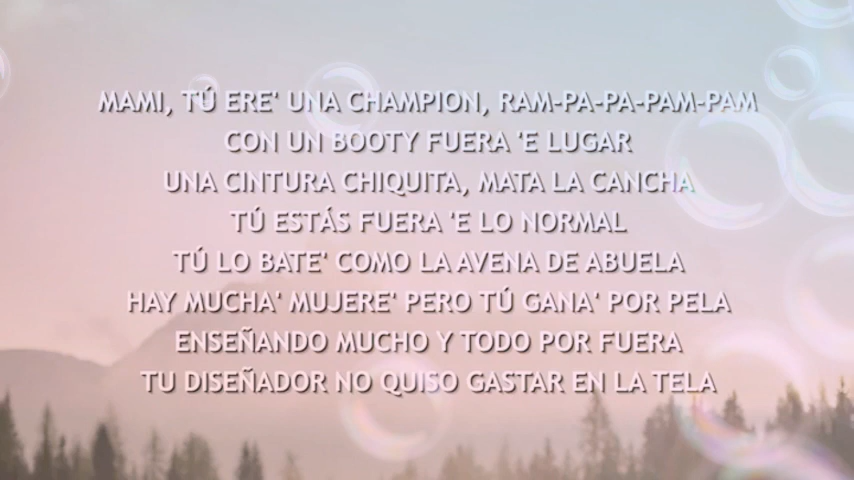 MAMI, TÚ ERE' UNA CHAMPION, RAM-PA-PA-PAM-PAM
CON UN BOOTY FUERA 'E LUGAR
UNA CINTURA CHIQUITA, MATA LA CANCHA
TÚ ESTÁS FUERA 'E LO NORMAL
TÚ LO BATE' COMO LA AVENA DE ABUELA
HAY MUCHA' MUJERE' PERO TÚ GANA' POR PELA
ENSEÑANDO MUCHO Y TODO POR FUERA
TU DISEÑADOR NO QUISO GASTAR EN LA TELA